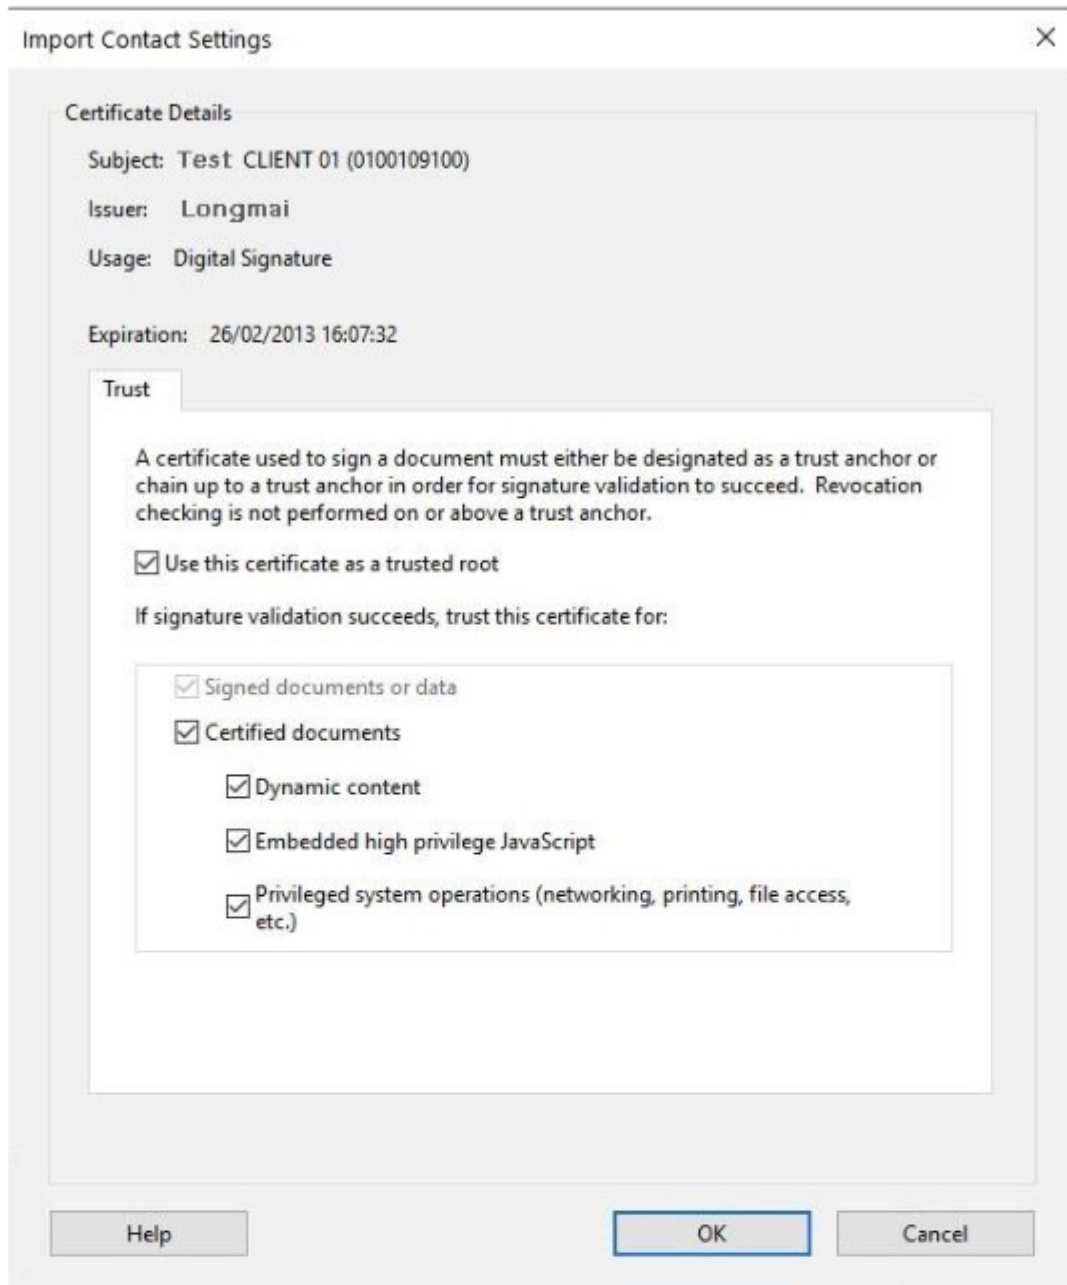 Import Contact Settings
Certificate Details
Subject: Test CLIENT 01 (0100109100)
Issuer: Longmai
Usage: Digital Signature
Expiration: 26/02/2013 16:07:32
Trust
A certificate used to sign a document must either be designated as a trust anchor or
chain up to a trust anchor in order for signature validation to succeed. Revocation
checking is not performed on or above a trust anchor.
Use this certificate as a trusted root
If signature validation succeeds, trust this certificate for:
Signed documents or data
Certified documents
Dynamic content
Embedded high privilege JavaScript
Privileged system operations (networking, printing, file access,
etc.)
Help OK Cancel